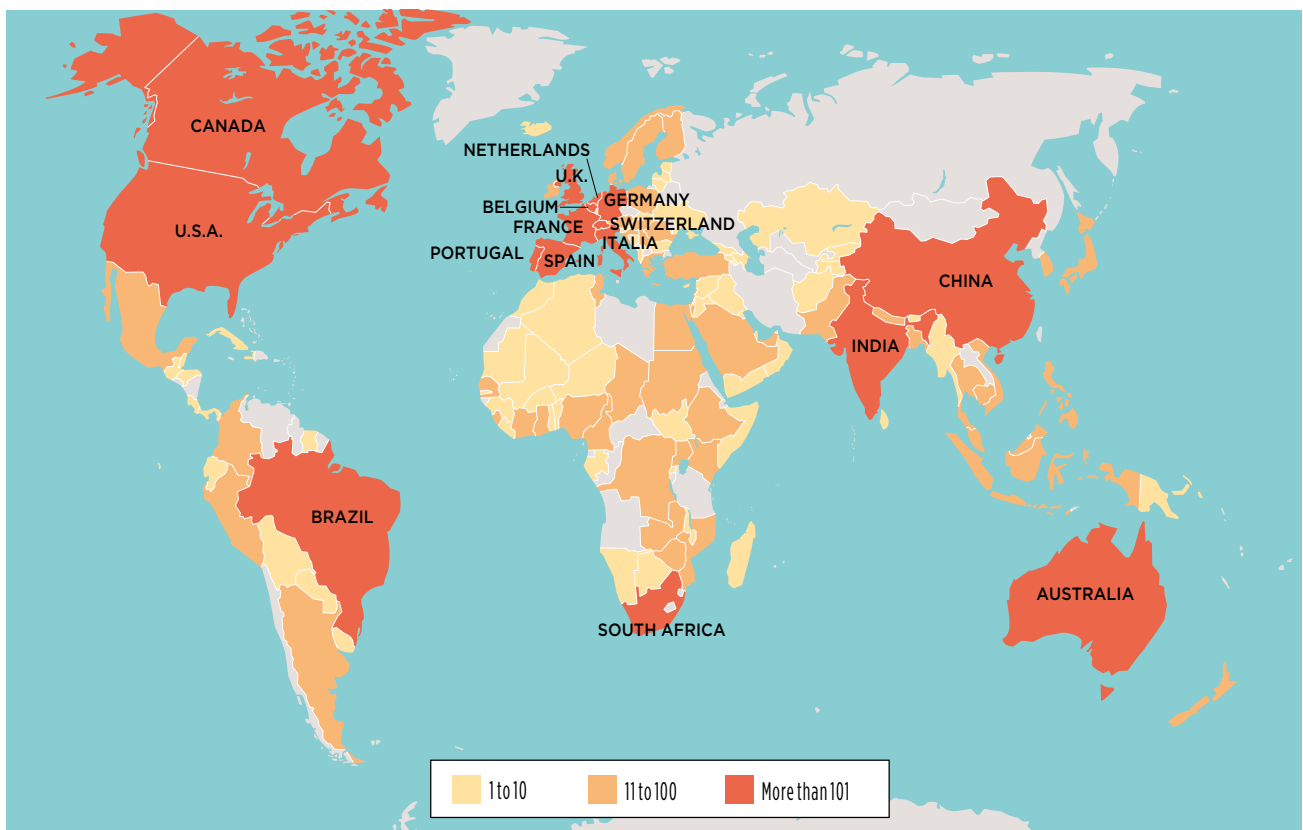 CANADA
NETHERLANDS
U.K.
GERMANY
BELGIUM
U.S.A.
FRANCE
SWITZERLAND
ITALIA
PORTUGAL
SPAIN
CHINA
INDIA
BRAZIL
AUSTRALIA
SOUTH AFRICA
1 to 10
11 to 100
More than 101